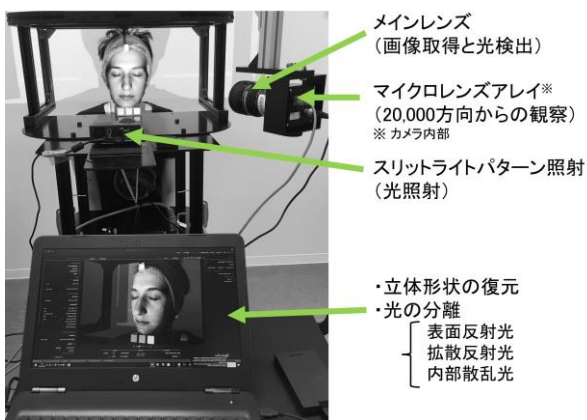 メインレンズ
（画像取得と光検出）
マイクロレンズアレイ※
（20,000方向からの観察）
※ カメラ内部
スリットライトパターン照射
（光照射）
・立体形状の復元
・光の分離
表面反射光
拡散反射光
内部散乱光
hp